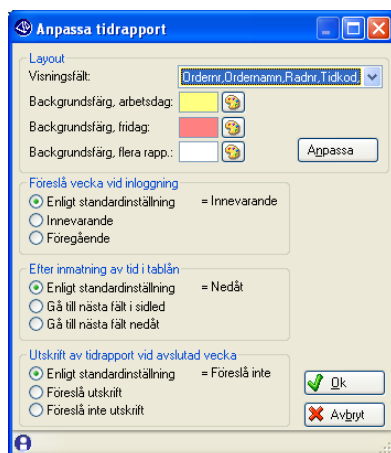 Anpassa tidrapport
Layout
Visningsfält: Ordernr,Ordernamn,Radnr,Tidkod,
Backgrundsfärg, arbetsdag:
Backgrundsfärg, fridag:
Backgrundsfärg, flera rapp.: Anpassa
Föreslå vecka vid inloggning
Enligt standardinställning = Innevarande
Innevarande
Föregående
Efter inmatning av tid i tablån
Enligt standardinställning = Nedåt
Gå till nästa fält i sidled
Gå till nästa fält nedåt
Utskrift av tidrapport vid avslutad vecka
Enligt standardinställning = Föreslå inte
Föreslå utskrift
Föreslå inte utskrift
Ok
Avbryt